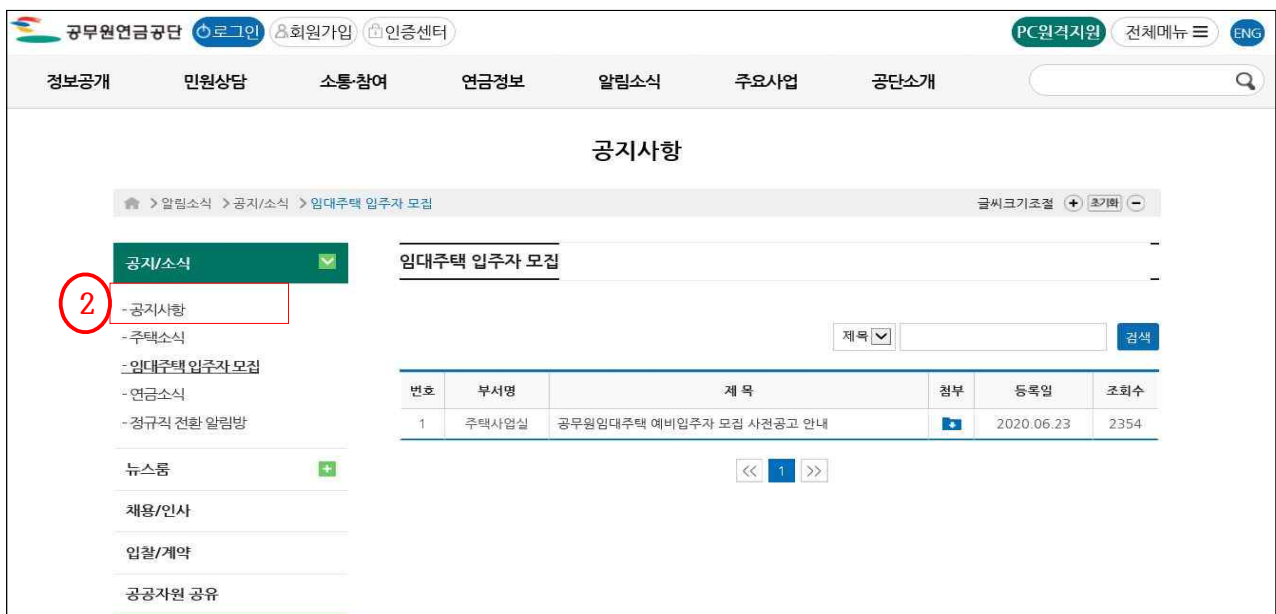 공무원연금공단 로그인 회원가입 인증센터 PC원격지원 전체메뉴 ENG
정보공개 민원상담 소통·참여 연금정보 알림소식 주요사업 공단소개
공지사항
>알림소식 >공지/소식 >임대주택 입주자 모집 글씨크기조절 + 초기화 -
공지/소식
임대주택 입주자 모집
2
- 공지사항
- 주택소식
제목 검색
- 임대주택 입주자 모집
- 연금소식
번호 부서명 제 목 첨부 등록일 조회수
- 정규직 전환 알림방
1 주택사업실 공무원임대주택 예비입주자 모집 사전공고 안내 2020.06.23 2354
뉴스룸 +
<< 1 >>
채용/인사
입찰/계약
공공자원 공유